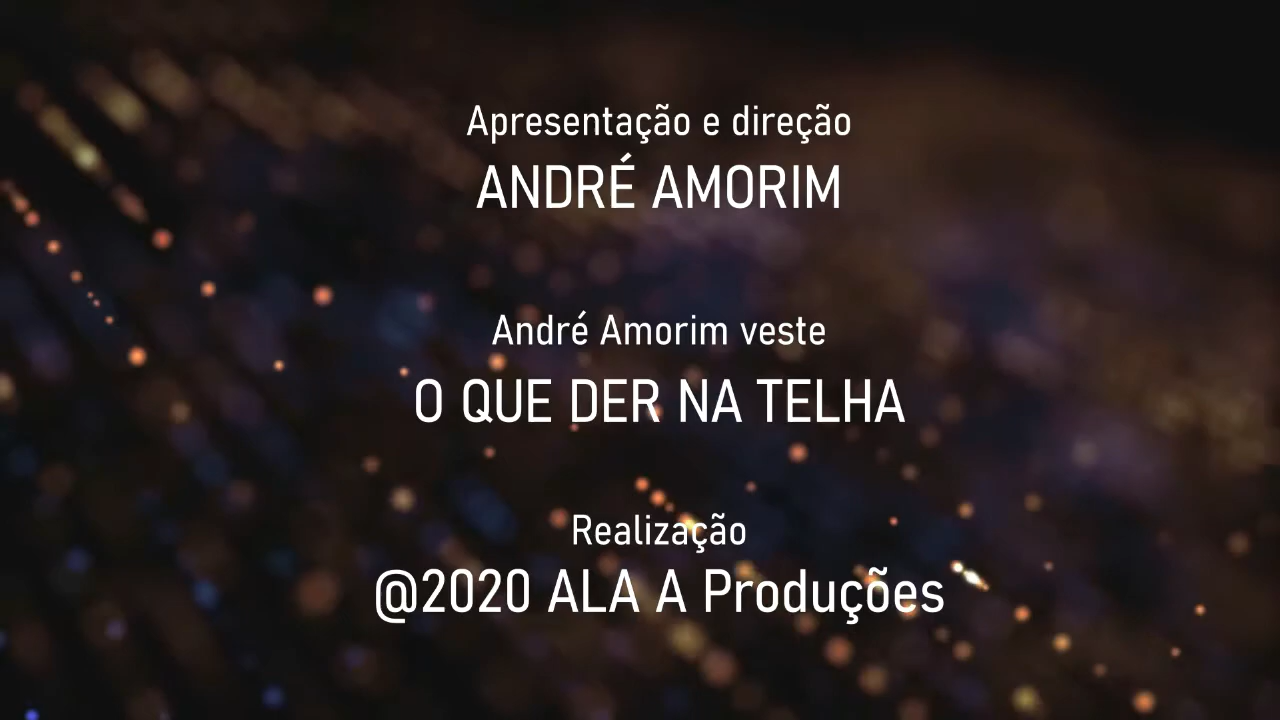 Apresentação e direção
ANDRÉ AMORIM
André Amorim veste
O QUE DER NA TELHA
Realização
@2020 ALA A Produções